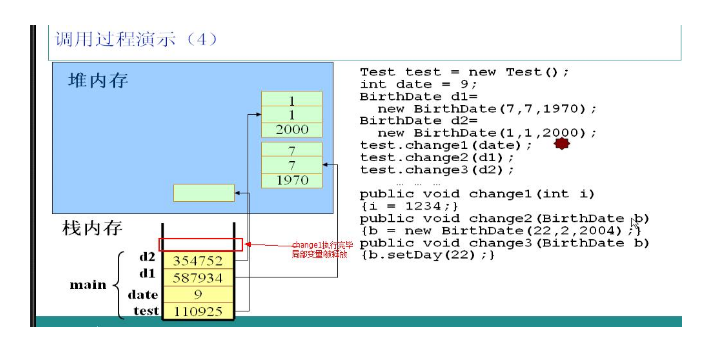 调用过程演示（4）
堆内存
1
1
2000
7
7
1970
栈内存
change1执行完毕
局部变量被释放
main
d2 354752
d1 587934
date 9
test 110925
Test test = new Test();
int date = 9;
BirthDate d1=
new BirthDate(7,7,1970);
BirthDate d2=
new BirthDate(1,1,2000);
test.change1(date);
test.change2(d1);
test.change3(d2);
… … …
public void change1(int i)
{i = 1234;}
public void change2(BirthDate b)
{b = new BirthDate(22,2,2004);}
public void change3(BirthDate b)
{b.setDay(22);}